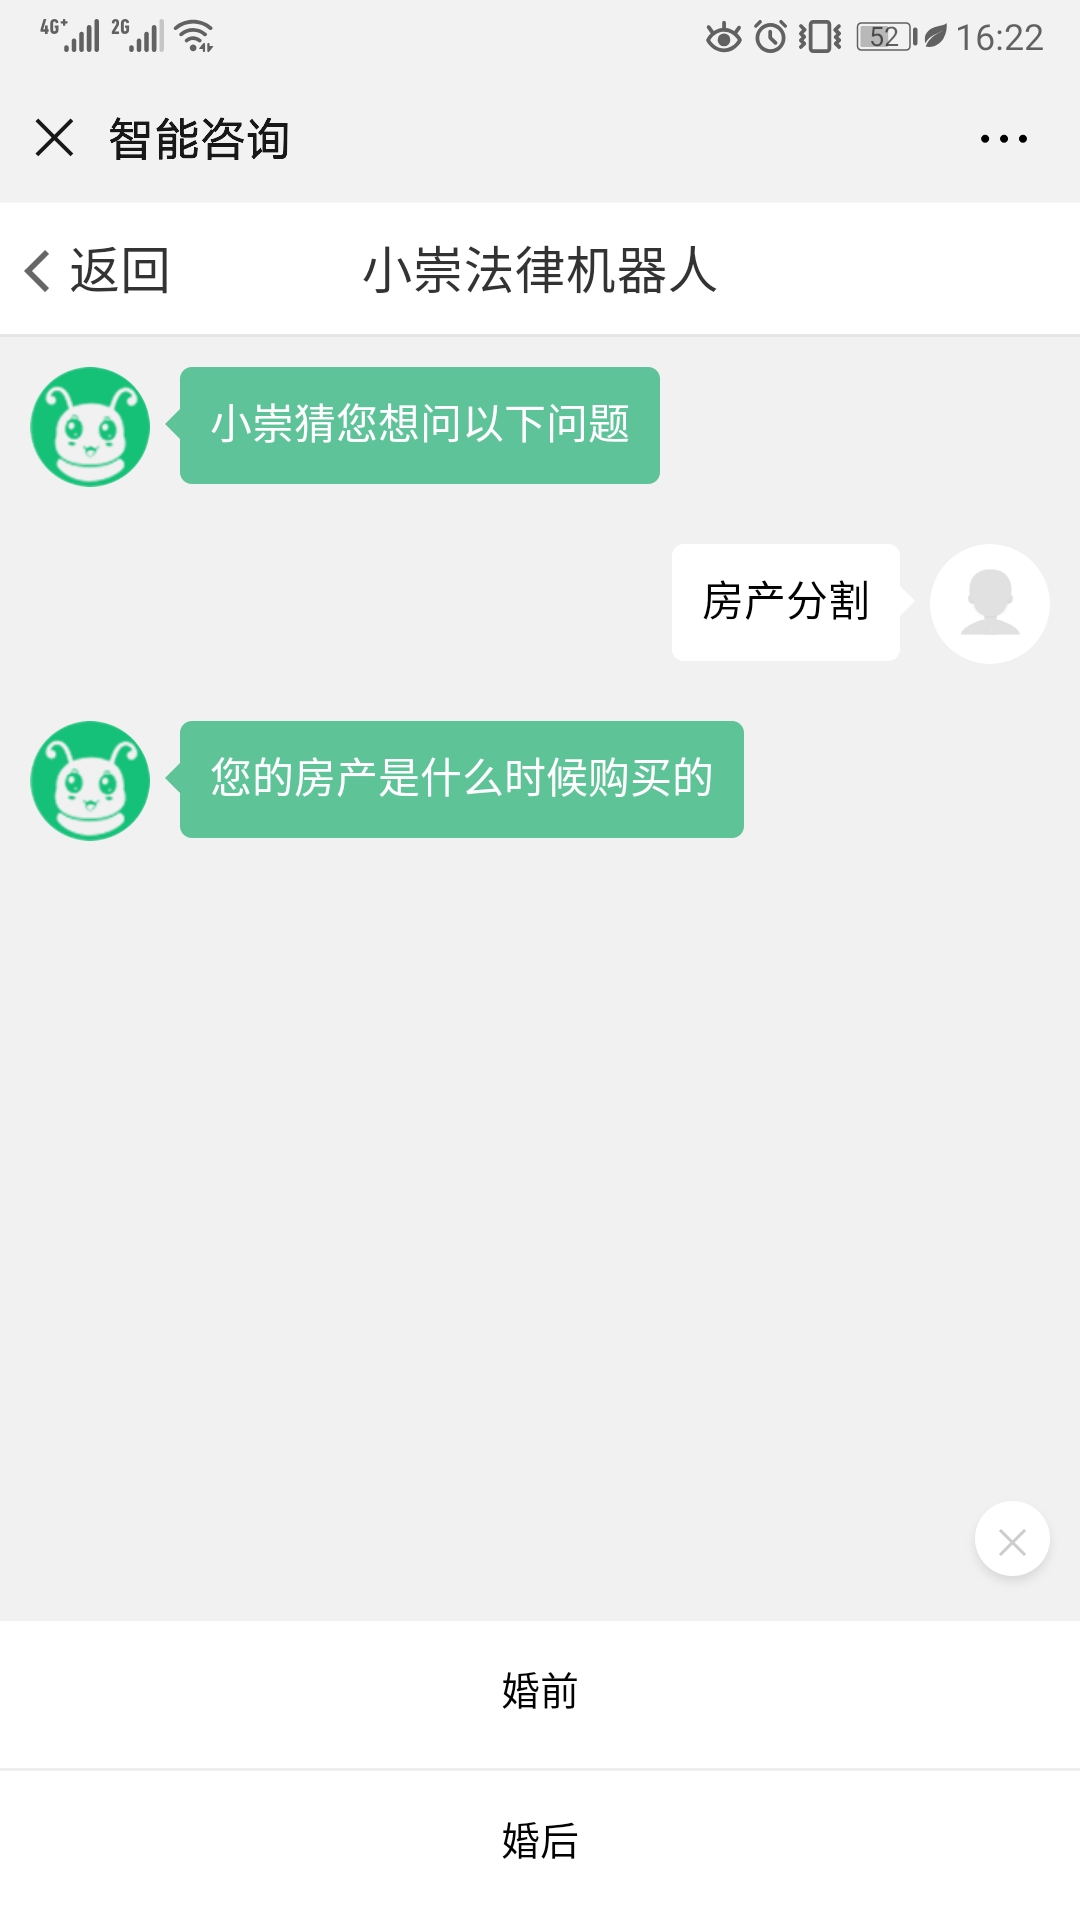 4G+ 2G 52 16:22
智能咨询
返回 小崇法律机器人
小崇猜您想问以下问题
房产分割
您的房产是什么时候购买的
婚前
婚后